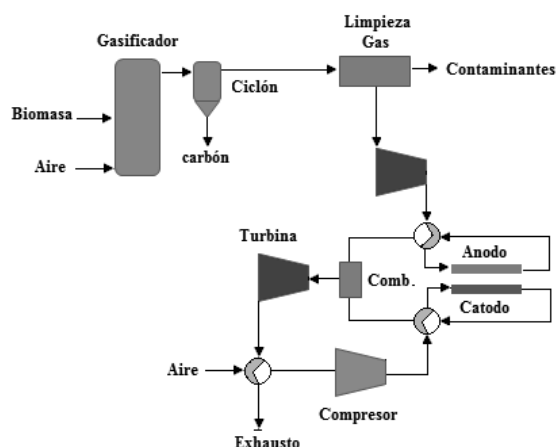 Gasificador
Limpieza
Gas
Contaminantes
Ciclón
Biomasa
carbón
Aire
Turbina
Anodo
Comb.
Catodo
Aire
Compresor
Exhausto